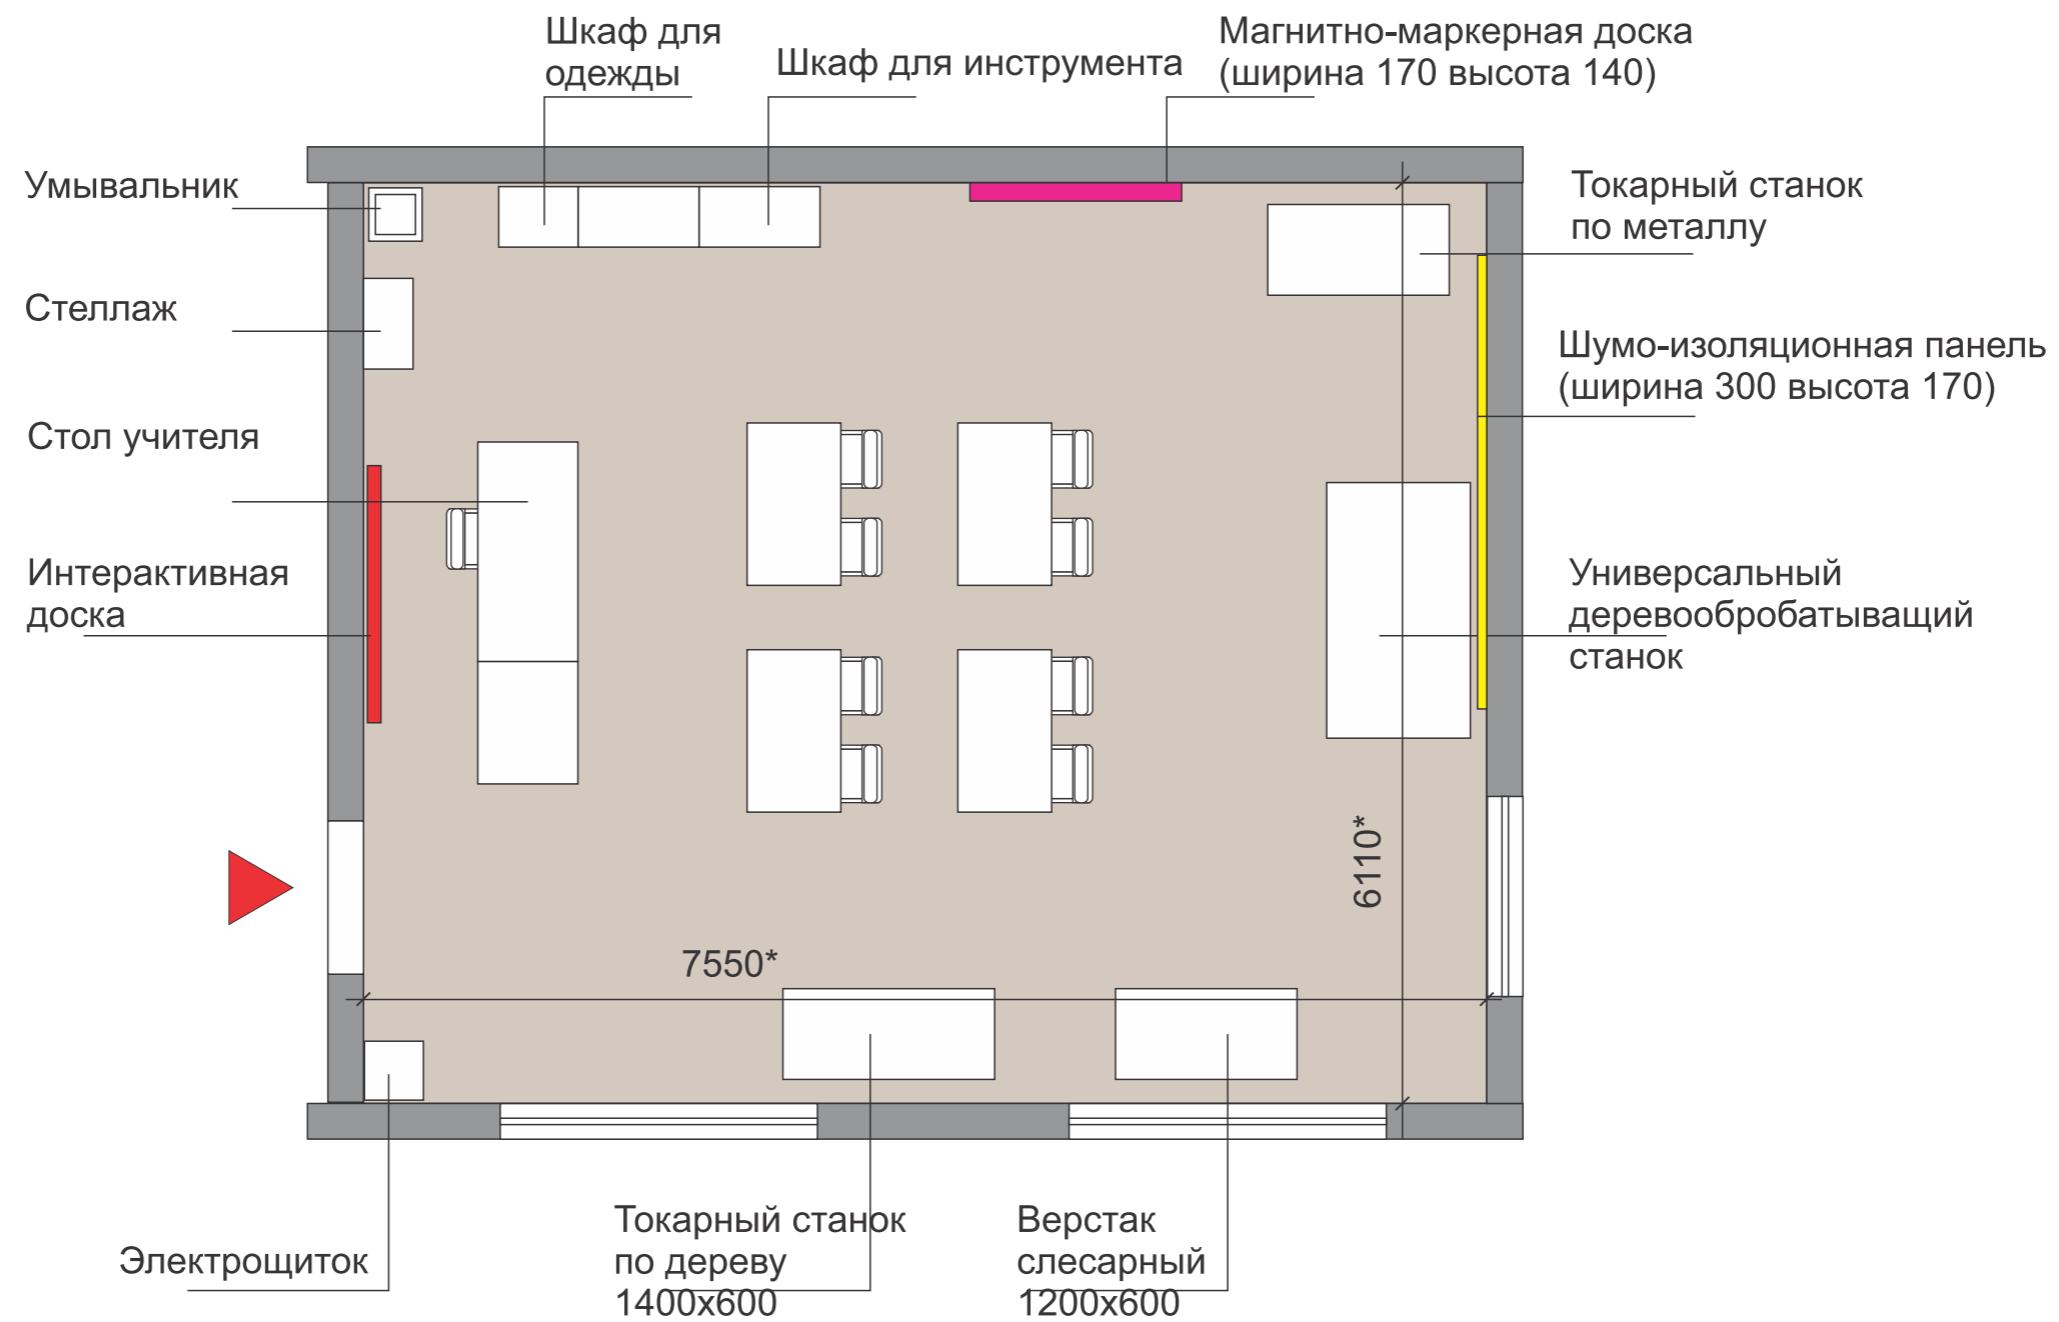 Шкаф для
одежды
Шкаф для инструмента
Магнитно-маркерная доска
(ширина 170 высота 140)
Умывальник
Токарный станок
по металлу
Стеллаж
Шумо-изоляционная панель
(ширина 300 высота 170)
Стол учителя
Интерактивная
доска
Универсальный
деревообробатыващий
станок
6110*
7550*
Электрощиток
Токарный станок
по дереву
1400х600
Верстак
слесарный
1200х600